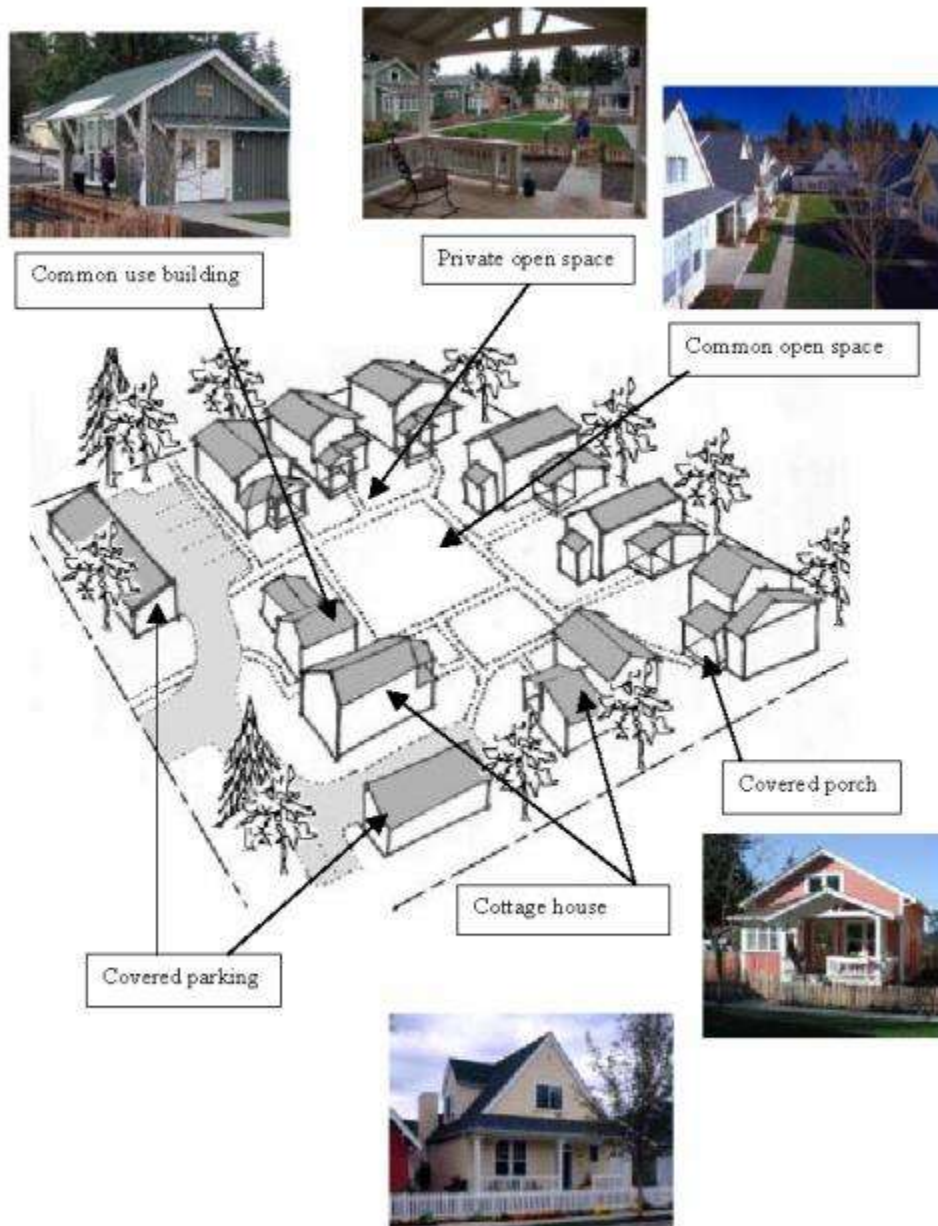 Common use building
Private open space
Common open space
Covered porch
Cottage house
Covered parking